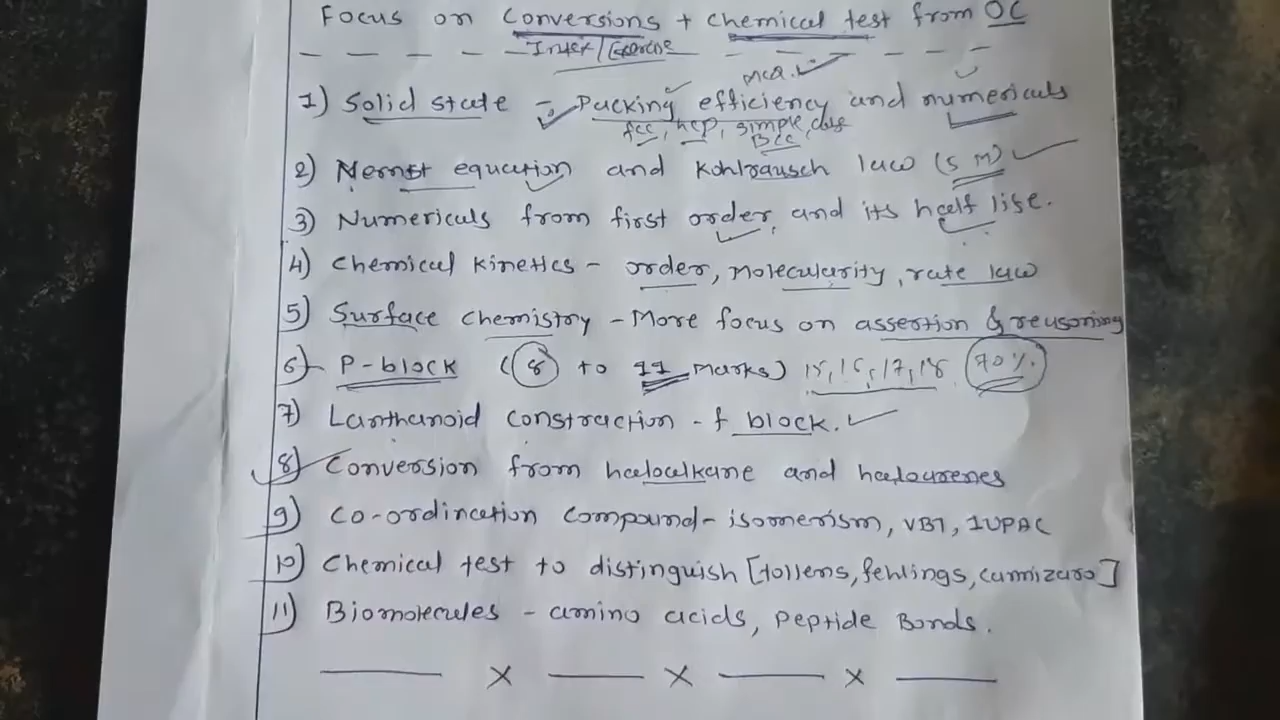 Focus on Conversions + Chemical test from OC
Intext/Exercise
MCQ.
1) Solid state - Packing efficiency and numericals
fcc, hcp, simple,
BCC
2) Nernst equation and Kohlrausch law (5 M)
3) Numericals from first order, and its half life.
4) Chemical Kinetics - order, Molecularity, rate law
5) Surface chemistry - More focus on assertion & reasoning
6) P-block (8 to 11 Marks) 15, 16, 17, 18 70%.
7) Lanthanoid constraction - f block.
8) Conversion from haloalkane and haloarenes
9) Co-ordination Compound - isomerism, VBT, IUPAC
10) Chemical test to distinguish [tollens, fehlings, cannizaro]
11) Biomolecules - amino acids, Peptide Bonds.